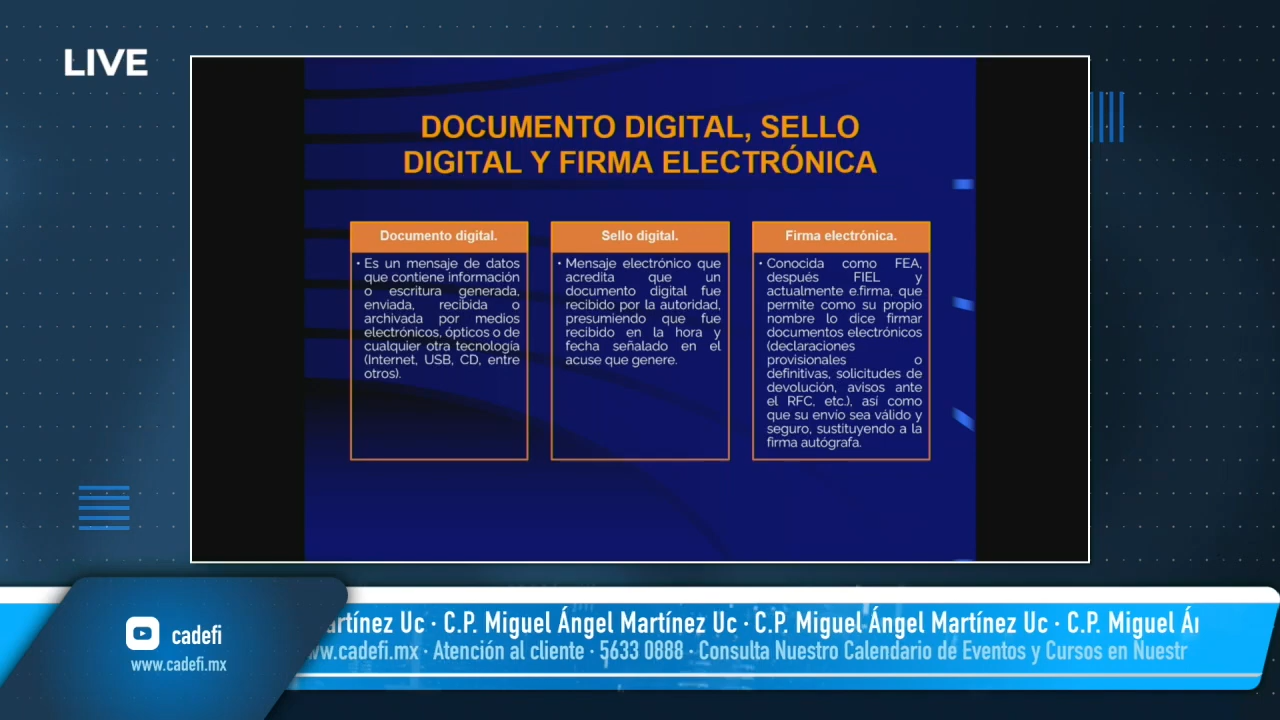 LIVE
DOCUMENTO DIGITAL, SELLO
DIGITAL Y FIRMA ELECTRÓNICA
Documento digital.
• Es un mensaje de datos
que contiene información
o escritura generada,
enviada, recibida o
archivada por medios
electrónicos, ópticos o de
cualquier otra tecnología
(Internet, USB, CD, entre
otros).
Sello digital.
• Mensaje electrónico que
acredita que un
documento digital fue
recibido por la autoridad,
presumiendo que fue
recibido en la hora y
fecha señalado en el
acuse que genere.
Firma electrónica.
• Conocida como FEA,
después FIEL y
actualmente e.firma, que
permite como su propio
nombre lo dice firmar
documentos electrónicos
(declaraciones
provisionales o
definitivas, solicitudes de
devolución, avisos ante
el RFC, etc.), así como
que su envío sea válido y
seguro, sustituyendo a la
firma autógrafa.
cadefi
www.cadefi.mx
artínez Uc · C.P. Miguel Ángel Martínez Uc · C.P. Miguel Ángel Martínez Uc · C.P. Miguel Á
ww.cadefi.mx · Atención al cliente · 5633 0888 · Consulta Nuestro Calendario de Eventos y Cursos en Nuestr